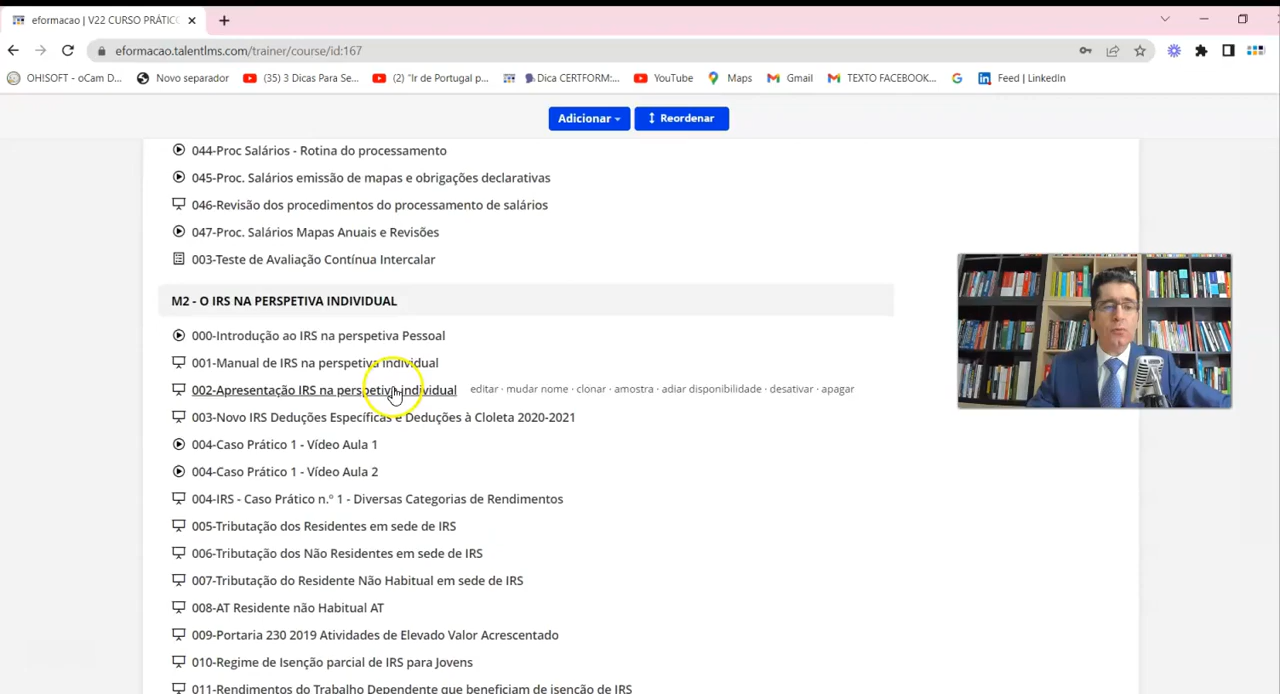 eformacao | V22 CURSO PRÁTIC
eformacao.talentlms.com/trainer/course/id:167
OH!SOFT - oCam D...
Novo separador
(35) 3 Dicas Para Se...
(2) "Ir de Portugal p...
Dica CERTFORM:...
YouTube
Maps
Gmail
TEXTO FACEBOOK...
Feed | LinkedIn
Adicionar
Reordenar
044-Proc Salários - Rotina do processamento
045-Proc. Salários emissão de mapas e obrigações declarativas
046-Revisão dos procedimentos do processamento de salários
047-Proc. Salários Mapas Anuais e Revisões
003-Teste de Avaliação Contínua Intercalar
M2 - O IRS NA PERSPETIVA INDIVIDUAL
000-Introdução ao IRS na perspetiva Pessoal
001-Manual de IRS na perspetiva individual
002-Apresentação IRS na perspetiva individual
editar · mudar nome · clonar · amostra · adiar disponibilidade · desativar · apagar
003-Novo IRS Deduções Específicas e Deduções à Cloleta 2020-2021
004-Caso Prático 1 - Vídeo Aula 1
004-Caso Prático 1 - Vídeo Aula 2
004-IRS - Caso Prático n.º 1 - Diversas Categorias de Rendimentos
005-Tributação dos Residentes em sede de IRS
006-Tributação dos Não Residentes em sede de IRS
007-Tributação do Residente Não Habitual em sede de IRS
008-AT Residente não Habitual AT
009-Portaria 230 2019 Atividades de Elevado Valor Acrescentado
010-Regime de Isenção parcial de IRS para Jovens
011-Rendimentos do Trabalho Dependente que beneficiam de isenção de IRS